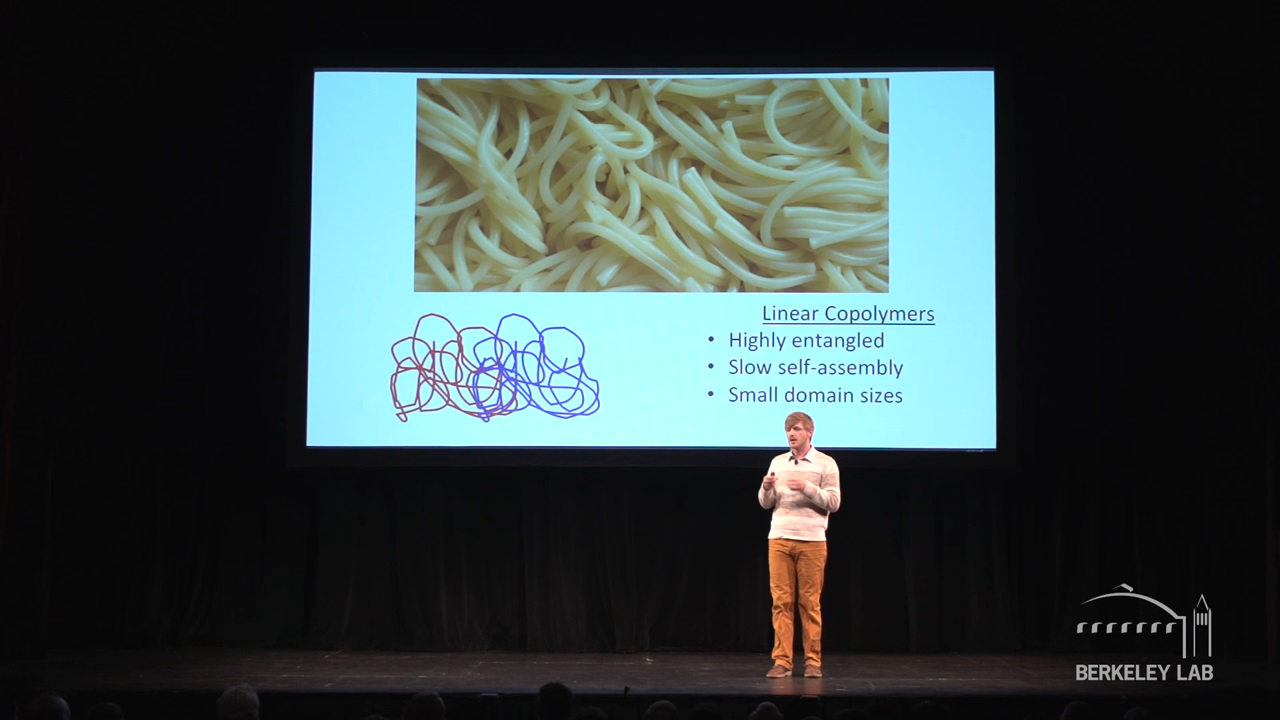 Linear Copolymers
• Highly entangled
• Slow self-assembly
• Small domain sizes
BERKELEY LAB